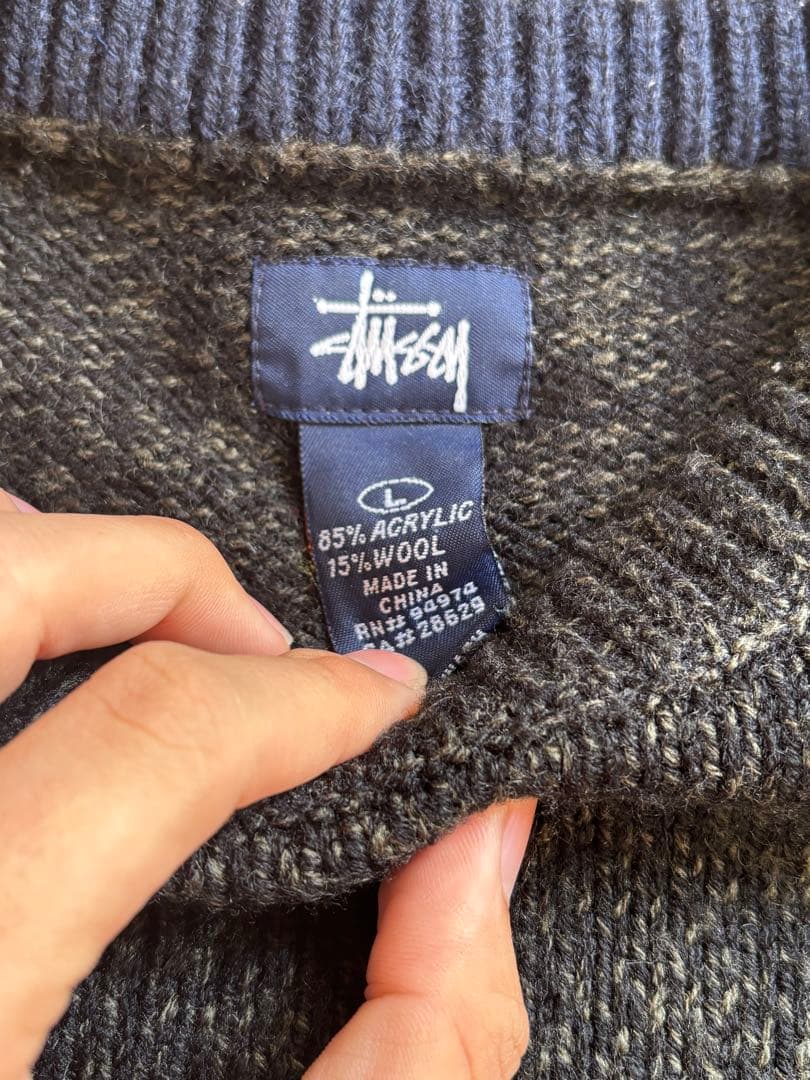 Stüssy
L
85% ACRYLIC
15% WOOL
MADE IN
CHINA
RN# 94974
CA# 28629